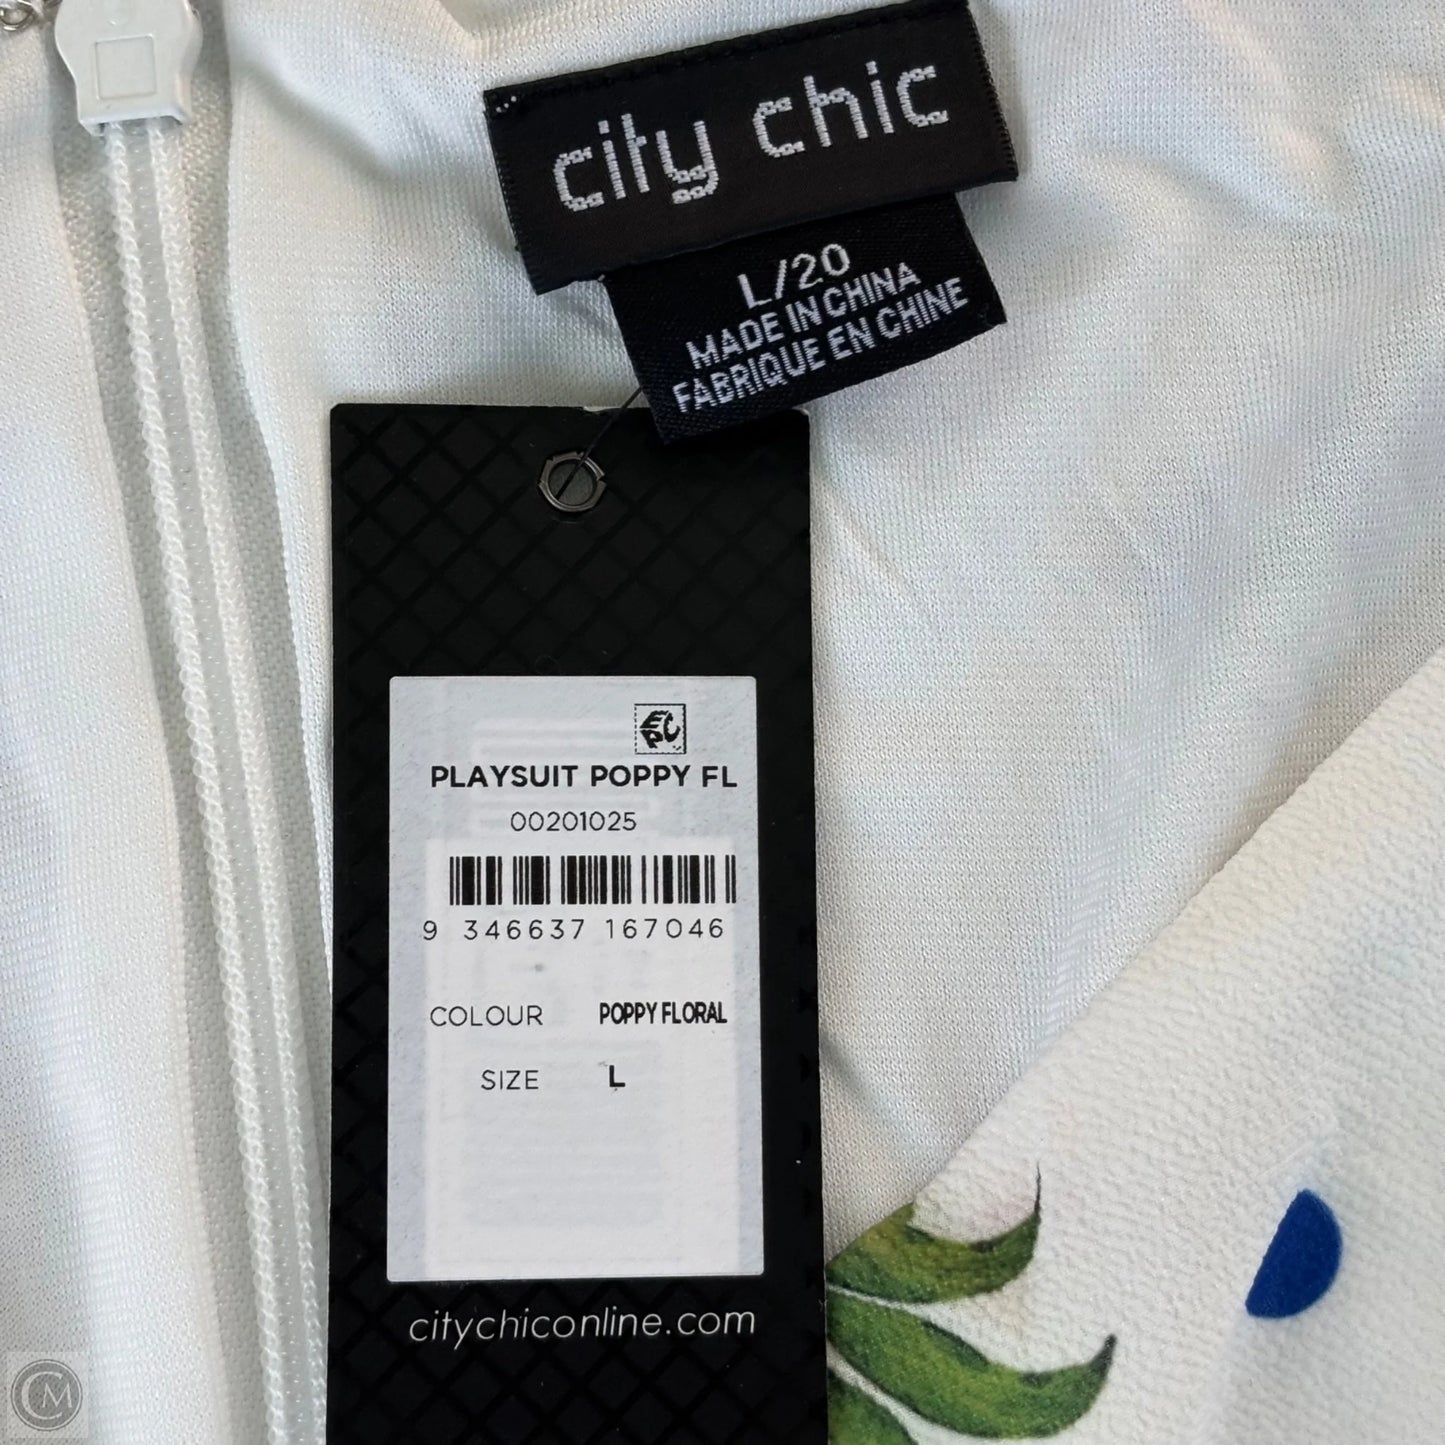 city chic
L/20
MADE IN CHINA
FABRIQUE EN CHINE
PLAYSUIT POPPY FL
00201025
9 346637 167046
COLOUR POPPY FLORAL
SIZE L
citychiconline.com
CM